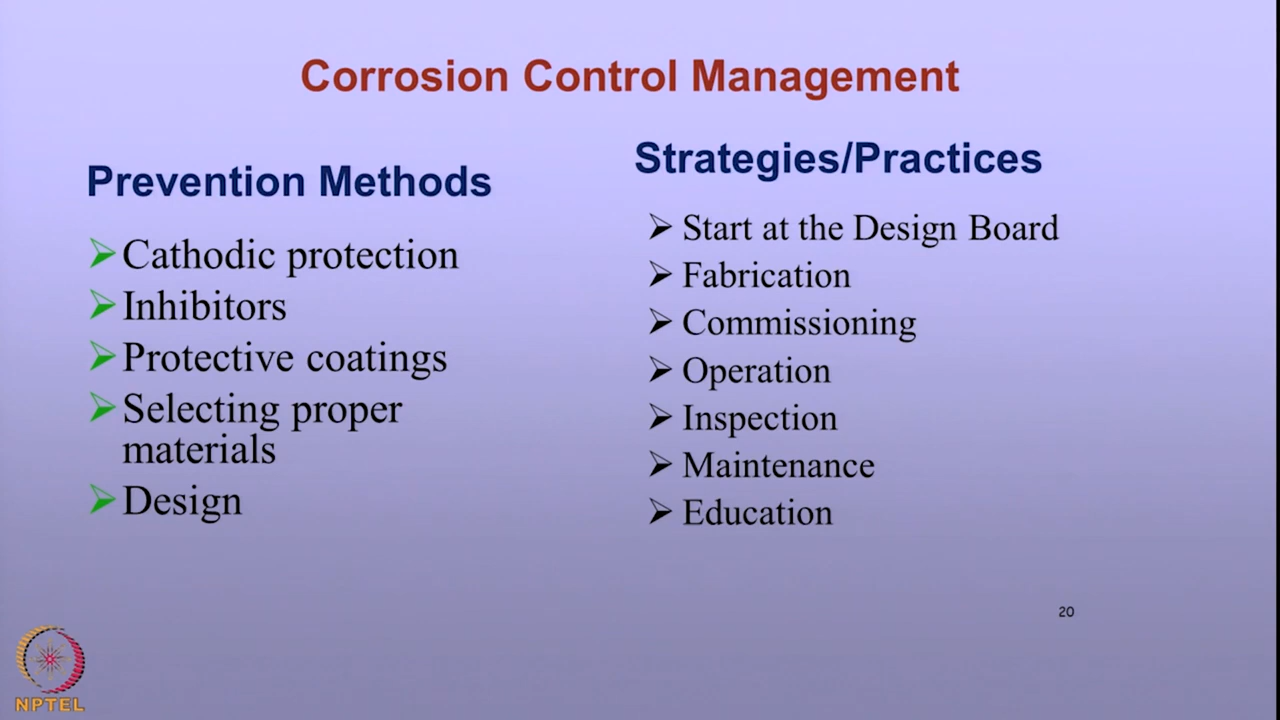 Corrosion Control Management
Prevention Methods
Cathodic protection
Inhibitors
Protective coatings
Selecting proper
materials
Design
Strategies/Practices
Start at the Design Board
Fabrication
Commissioning
Operation
Inspection
Maintenance
Education
20
NPTEL